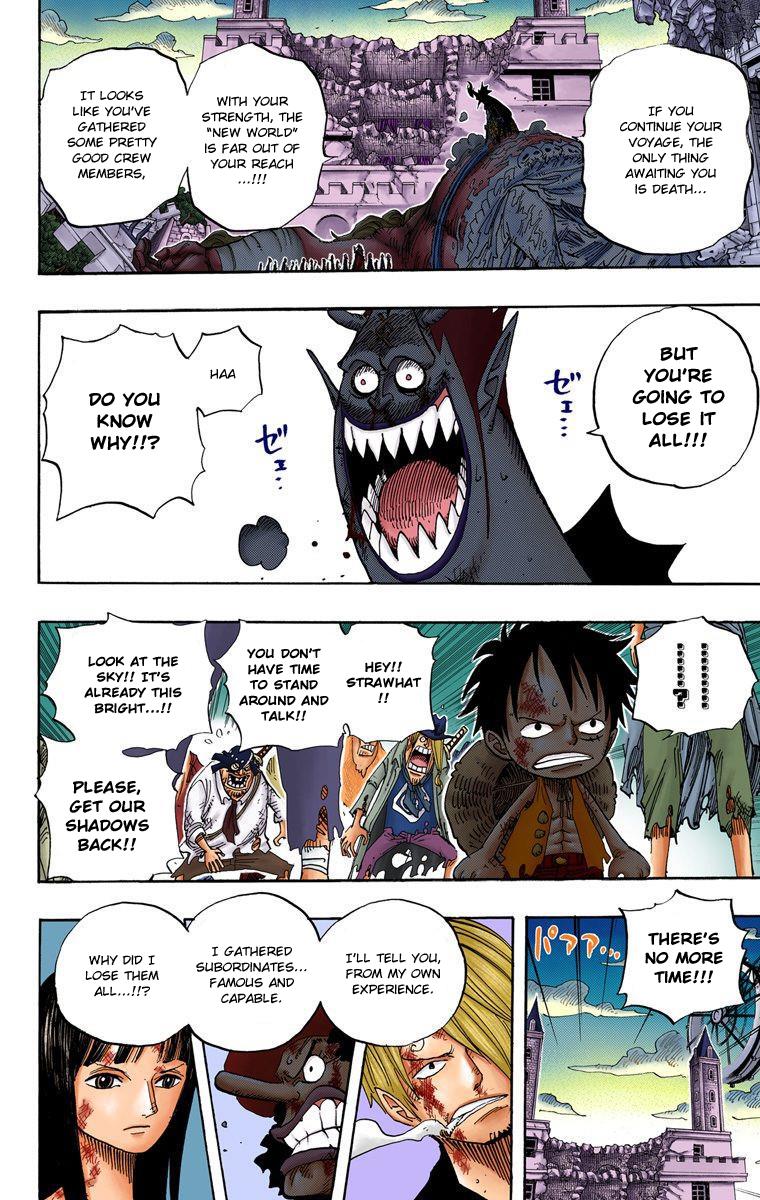 IF YOU
CONTINUE YOUR
VOYAGE, THE
ONLY THING
AWAITING YOU
IS DEATH...
WITH YOUR
STRENGTH, THE
"NEW WORLD"
IS FAR OUT OF
YOUR REACH
...!!!
IT LOOKS
LIKE YOU'VE
GATHERED
SOME PRETTY
GOOD CREW
MEMBERS,
BUT
YOU'RE
GOING TO
LOSE IT
ALL!!!
ゼェ...
ゼェ...
HAA
DO YOU
KNOW
WHY!!?
!!
........?
HEY!!
STRAWHAT
!!
YOU DON'T
HAVE TIME
TO STAND
AROUND AND
TALK!!
LOOK AT THE
SKY!! IT'S
ALREADY THIS
BRIGHT...!!
PLEASE,
GET OUR
SHADOWS
BACK!!
THERE'S
NO MORE
TIME!!!
パアアァ...
I'LL TELL YOU,
FROM MY OWN
EXPERIENCE.
I GATHERED
SUBORDINATES...
FAMOUS AND
CAPABLE.
WHY DID I
LOSE THEM
ALL...!!?